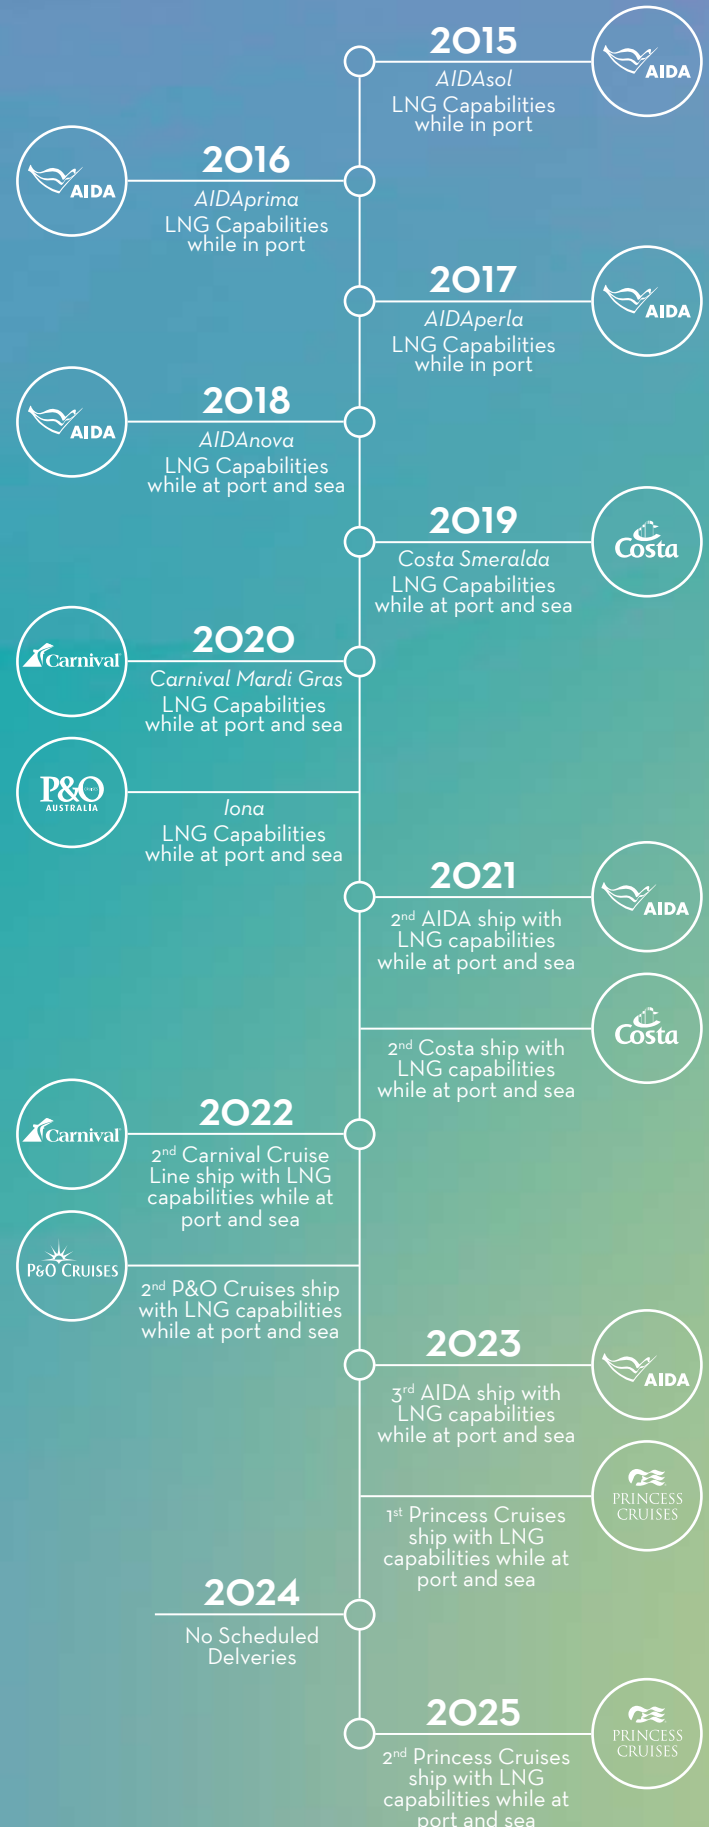 2015
AIDA
AIDAsol
LNG Capabilities
while in port
2016
AIDA
AIDAprima
LNG Capabilities
while in port
2017
AIDA
AIDAperla
LNG Capabilities
while in port
2018
AIDA
AIDAnova
LNG Capabilities
while at port and sea
2019
Costa
Costa Smeralda
LNG Capabilities
while at port and sea
2020
Carnival
Carnival Mardi Gras
LNG Capabilities
while at port and sea
P&O
AUSTRALIA
Iona
LNG Capabilities
while at port and sea
2021
AIDA
2nd AIDA ship with
LNG capabilities
while at port and sea
Costa
2nd Costa ship with
LNG capabilities
while at port and sea
2022
Carnival
2nd Carnival Cruise
Line ship with LNG
capabilities while at
port and sea
P&O CRUISES
2nd P&O Cruises ship
with LNG capabilities
while at port and sea
2023
AIDA
3rd AIDA ship with
LNG capabilities
while at port and sea
PRINCESS
CRUISES
1st Princess Cruises
ship with LNG
capabilities while at
port and sea
2024
No Scheduled
Delveries
2025
PRINCESS
CRUISES
2nd Princess Cruises
ship with LNG
capabilities while at
port and sea